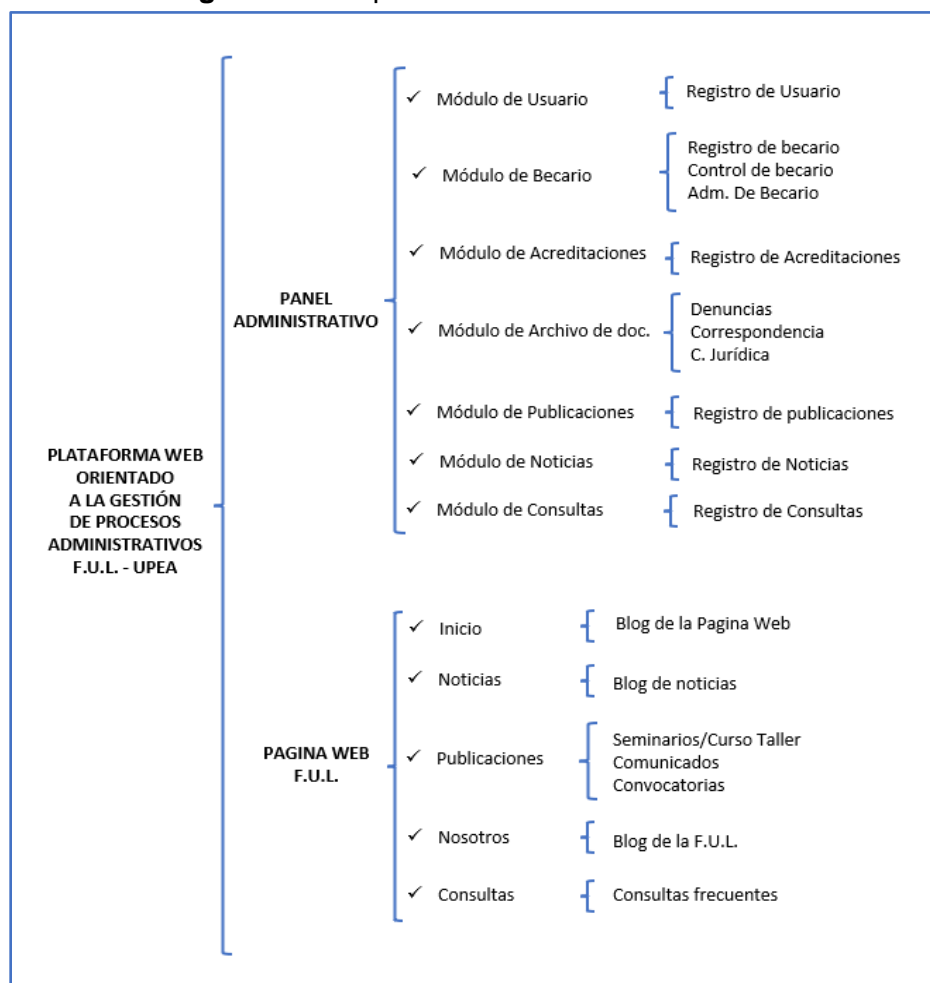 PLATAFORMA WEB
ORIENTADO
A LA GESTIÓN
DE PROCESOS
ADMINISTRATIVOS
F.U.L. - UPEA
PANEL
ADMINISTRATIVO
✓ Módulo de Usuario
Registro de Usuario
✓ Módulo de Becario
Registro de becario
Control de becario
Adm. De Becario
✓ Módulo de Acreditaciones
Registro de Acreditaciones
✓ Módulo de Archivo de doc.
Denuncias
Correspondencia
C. Jurídica
✓ Módulo de Publicaciones
Registro de publicaciones
✓ Módulo de Noticias
Registro de Noticias
✓ Módulo de Consultas
Registro de Consultas
PAGINA WEB
F.U.L.
✓ Inicio
Blog de la Pagina Web
✓ Noticias
Blog de noticias
✓ Publicaciones
Seminarios/Curso Taller
Comunicados
Convocatorias
✓ Nosotros
Blog de la F.U.L.
✓ Consultas
Consultas frecuentes